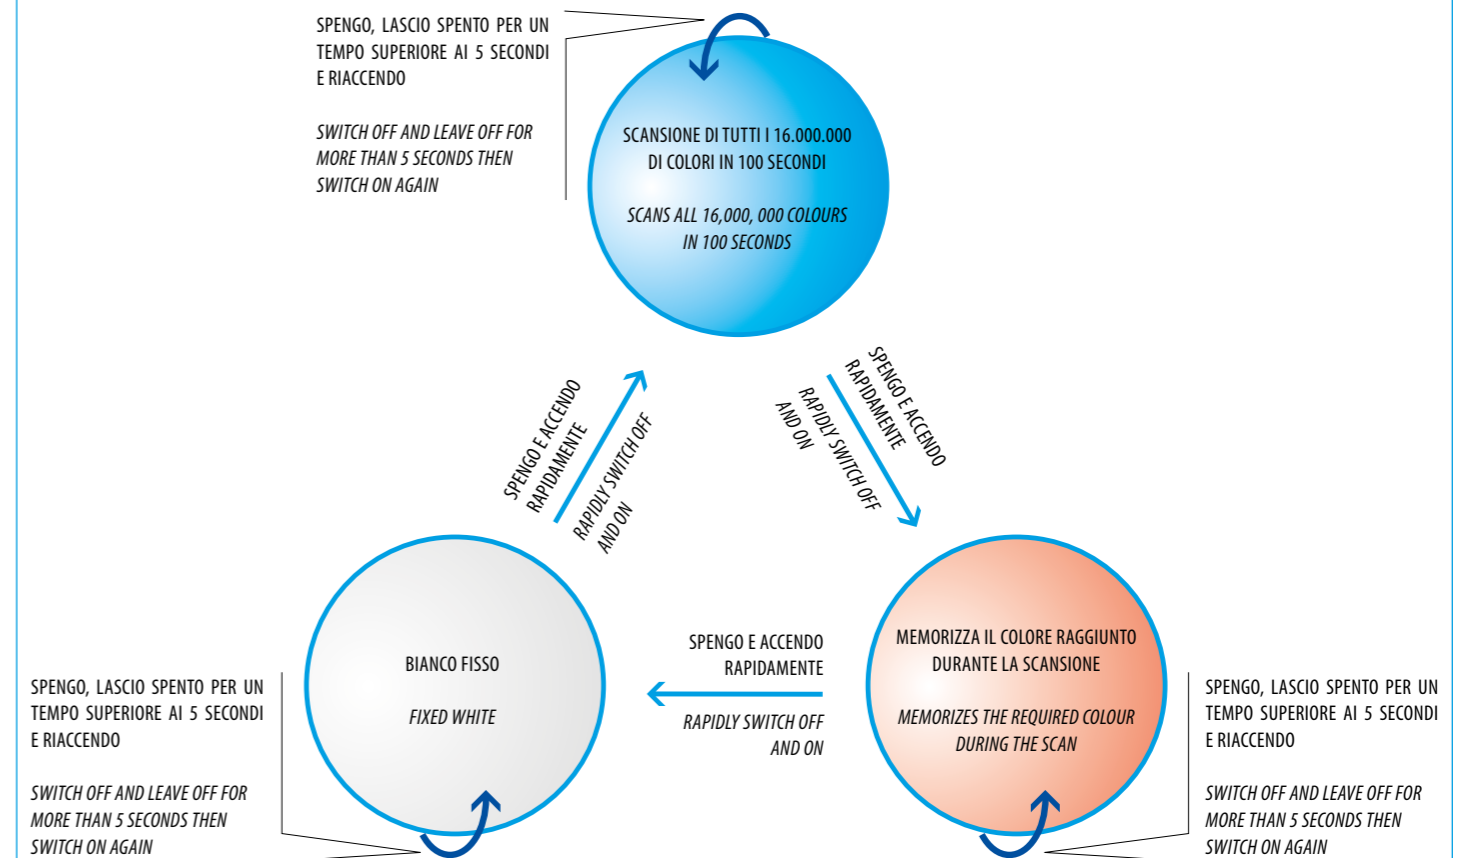 SPENGO, LASCIO SPENTO PER UN
TEMPO SUPERIORE AI 5 SECONDI
E RIACCENDO
SWITCH OFF AND LEAVE OFF FOR
MORE THAN 5 SECONDS THEN
SWITCH ON AGAIN
SCANSIONE DI TUTTI I 16.000.000
DI COLORI IN 100 SECONDI
SCANS ALL 16,000, 000 COLOURS
IN 100 SECONDS
SPENGO E ACCENDO
RAPIDAMENTE
RAPIDLY SWITCH OFF
AND ON
SPENGO E ACCENDO
RAPIDAMENTE
RAPIDLY SWITCH OFF
AND ON
MEMORIZZA IL COLORE RAGGIUNTO
DURANTE LA SCANSIONE
MEMORIZES THE REQUIRED COLOUR
DURING THE SCAN
SPENGO E ACCENDO
RAPIDAMENTE
RAPIDLY SWITCH OFF
AND ON
BIANCO FISSO
FIXED WHITE
SPENGO, LASCIO SPENTO PER UN
TEMPO SUPERIORE AI 5 SECONDI
E RIACCENDO
SWITCH OFF AND LEAVE OFF FOR
MORE THAN 5 SECONDS THEN
SWITCH ON AGAIN
SPENGO, LASCIO SPENTO PER UN
TEMPO SUPERIORE AI 5 SECONDI
E RIACCENDO
SWITCH OFF AND LEAVE OFF FOR
MORE THAN 5 SECONDS THEN
SWITCH ON AGAIN